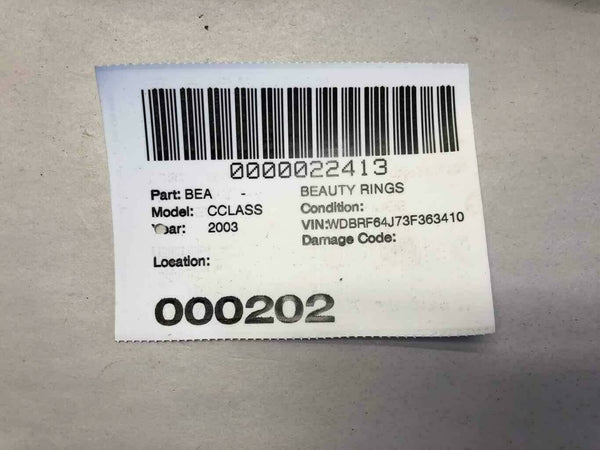 0000022413
Part: BEA - BEAUTY RINGS
Model: CCLASS Condition:
Year: 2003 VIN:WDBRF64J73F363410
Damage Code:
Location:
000202